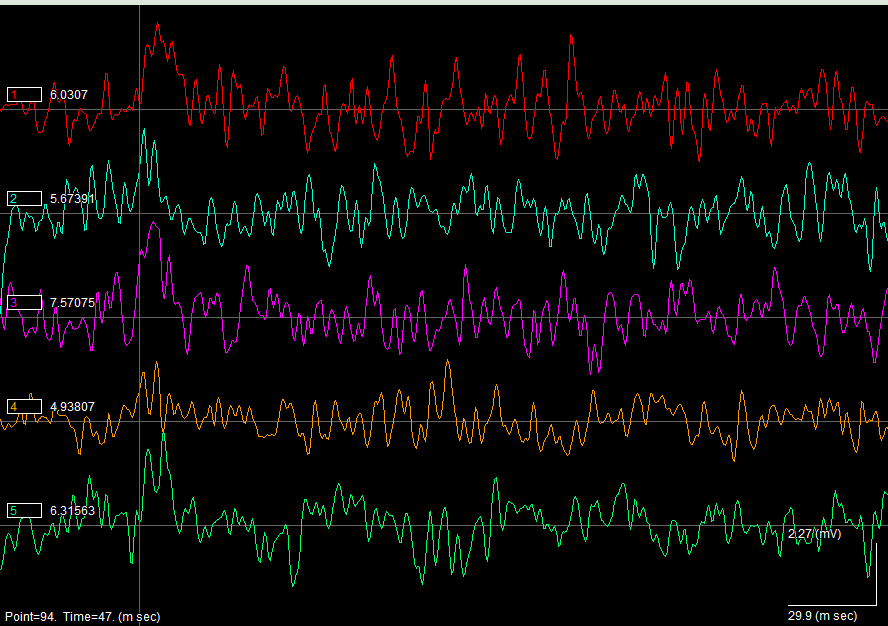 1 6.0307
2 5.67391
3 7.57075
4 4.93807
5 6.31563
2.27 (mV)
29.9 (m sec)
Point=94. Time=47. (m sec)